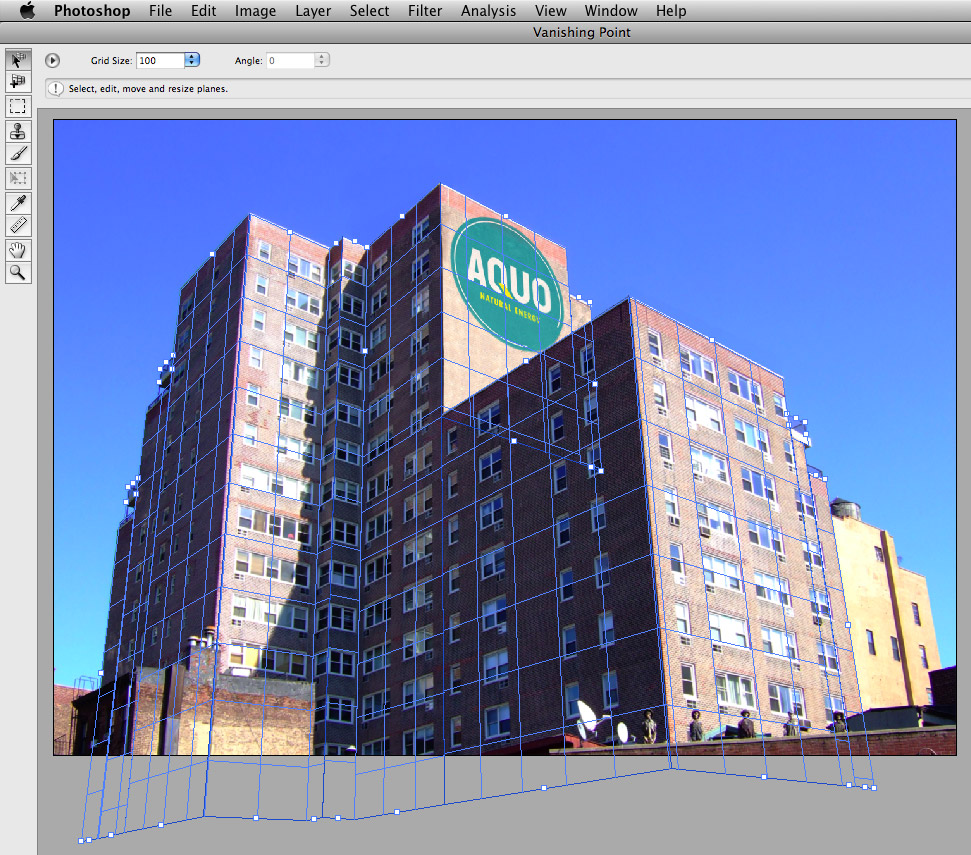 Photoshop File Edit Image Layer Select Filter Analysis View Window Help
Vanishing Point
Grid Size: 100 Angle: 0
! Select, edit, move and resize planes.
AQUO
NATURAL ENERGY